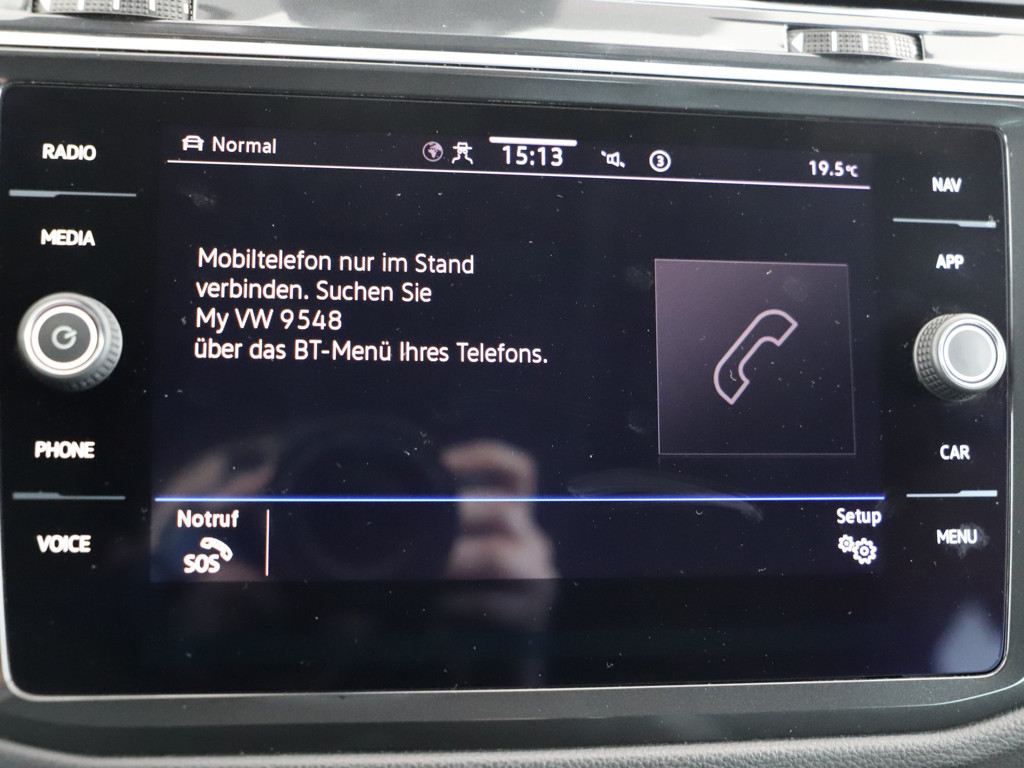 RADIO
MEDIA
PHONE
VOICE
Normal
15:13
3
19.5°C
Mobiltelefon nur im Stand
verbinden. Suchen Sie
My VW 9548
über das BT-Menü Ihres Telefons.
Notruf
SOS
Setup
NAV
APP
CAR
MENU